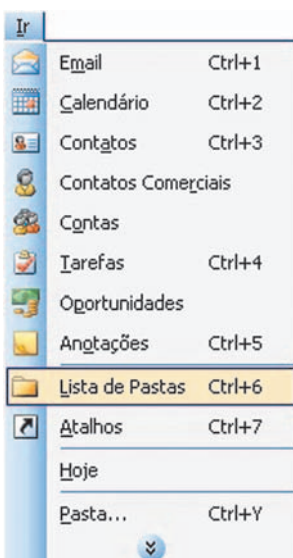 Ir
Email Ctrl+1
Calendário Ctrl+2
Contatos Ctrl+3
Contatos Comerciais
Contas
Tarefas Ctrl+4
Oportunidades
Anotações Ctrl+5
Lista de Pastas Ctrl+6
Atalhos Ctrl+7
Hoje
Pasta... Ctrl+Y